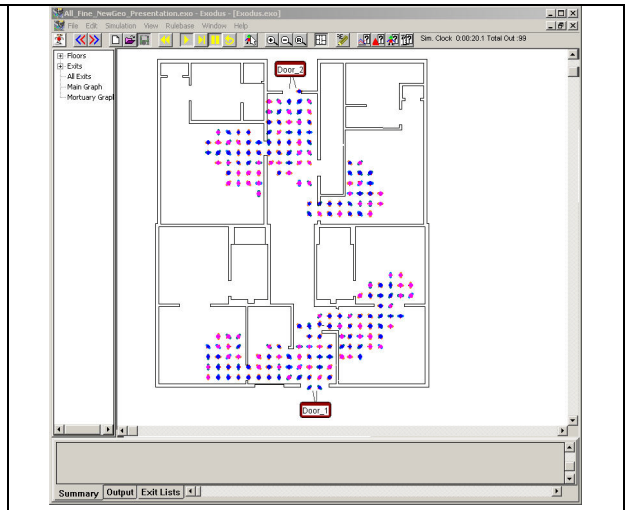 All_Fine_NewGeo_Presentation.exo - Exodus - [Exodus.exo]
File Edit Simulation View Rulebase Window Help
Sim. Clock 0:00:20.1 Total Out :99
Floors
Exits
All Exits
Main Graph
Mortuary Grap
Door_2
Door_1
Summary Output Exit Lists